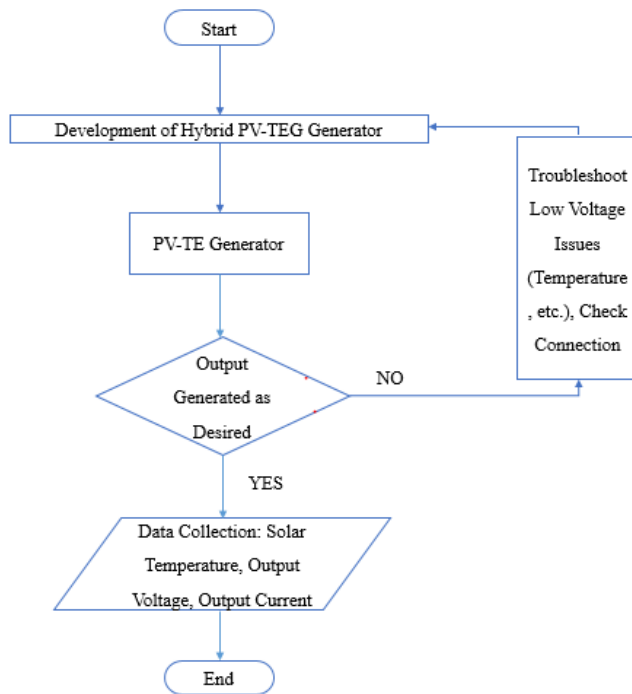 Start
Development of Hybrid PV-TEG Generator
Troubleshoot
Low Voltage
Issues
(Temperature
, etc.), Check
Connection
PV-TE Generator
Output
Generated as
Desired
NO
YES
Data Collection: Solar
Temperature, Output
Voltage, Output Current
End